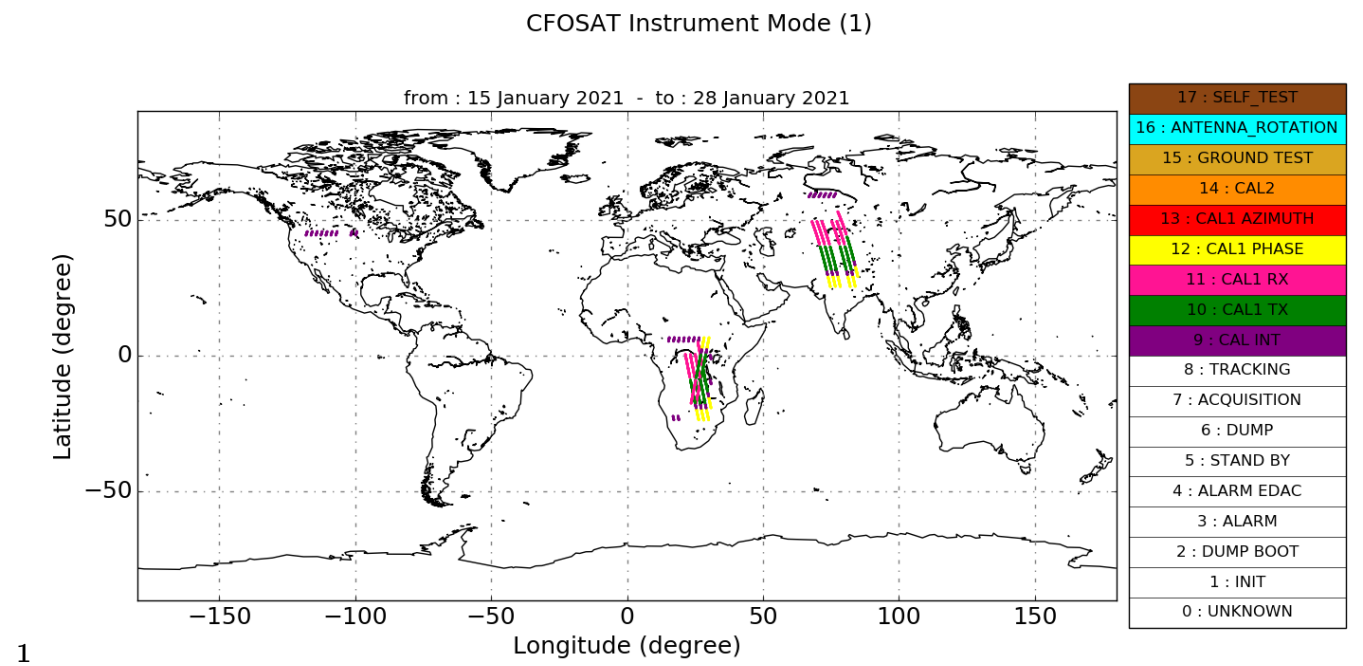 CFOSAT Instrument Mode (1)
from : 15 January 2021 - to : 28 January 2021
17 : SELF_TEST
16 : ANTENNA_ROTATION
15 : GROUND TEST
14 : CAL2
13 : CAL1 AZIMUTH
12 : CAL1 PHASE
11 : CAL1 RX
10 : CAL1 TX
9 : CAL INT
8 : TRACKING
7 : ACQUISITION
6 : DUMP
5 : STAND BY
4 : ALARM EDAC
3 : ALARM
2 : DUMP BOOT
1 : INIT
0 : UNKNOWN
Latitude (degree)
50
0
−50
−150 −100 −50 0 50 100 150
Longitude (degree)
1